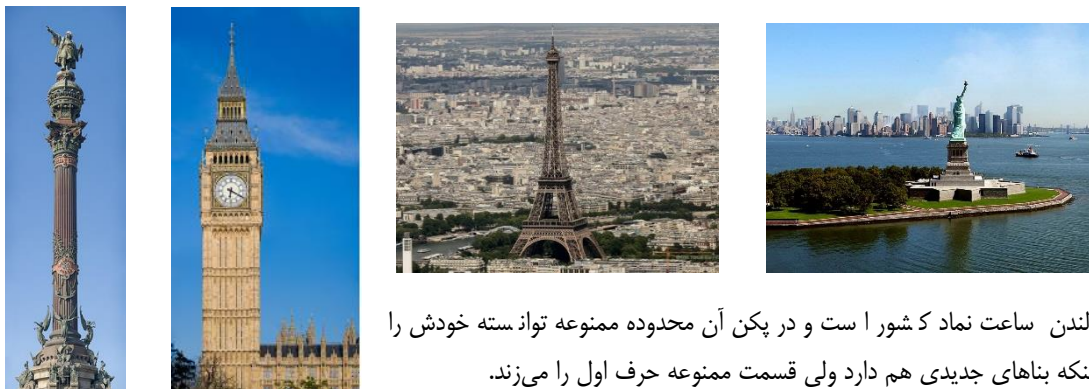 لندن ساعت نماد کشور است و در پکن آن محدوده ممنوعه توانسته خودش را
بناهای جدیدی هم دارد ولی قسمت ممنوعه حرف اول را می‌زند.